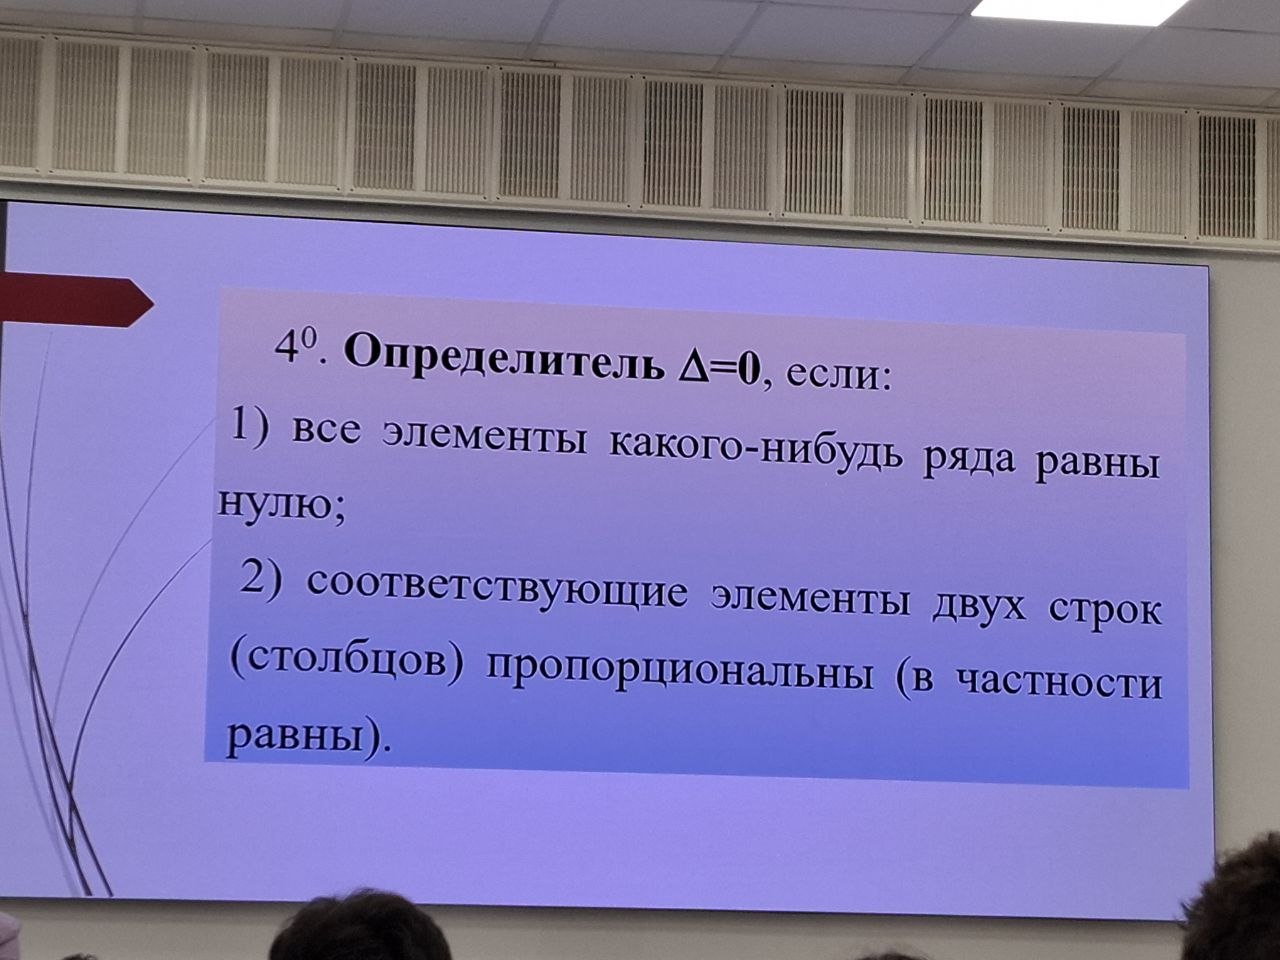 4⁰. Определитель Δ=0, если:
1) все элементы какого-нибудь ряда равны
нулю;
2) соответствующие элементы двух строк
(столбцов) пропорциональны (в частности
равны).